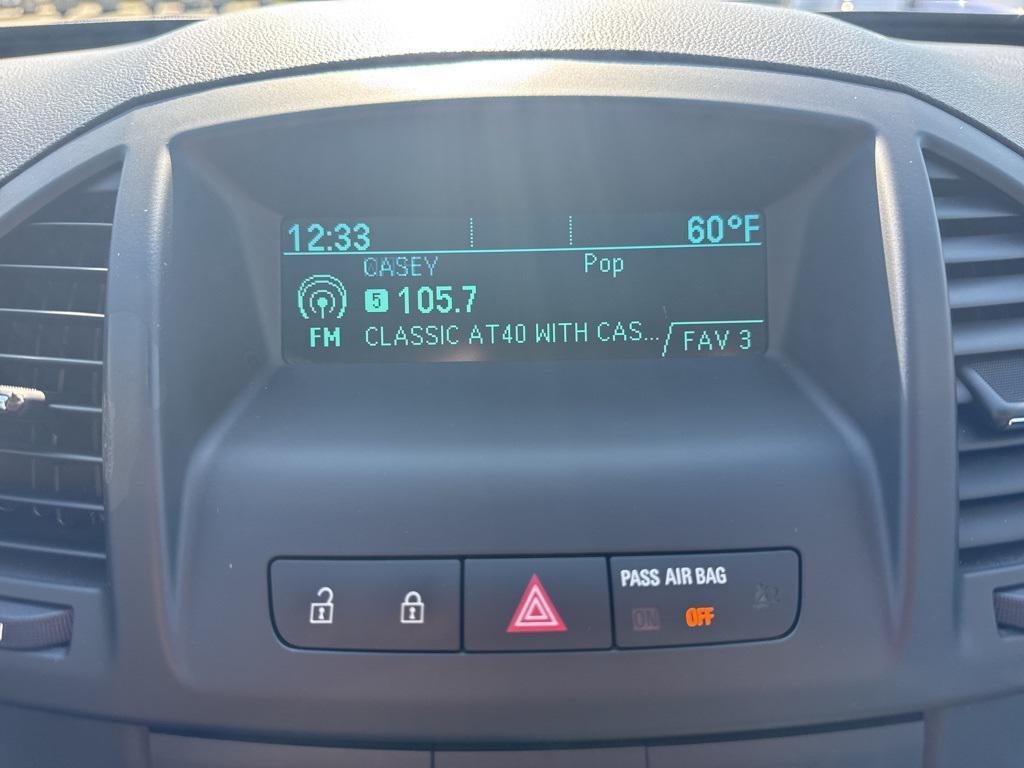 12:33 60°F
CASEY Pop
5 105.7
FM CLASSIC AT40 WITH CAS... FAV 3
PASS AIR BAG
ON OFF